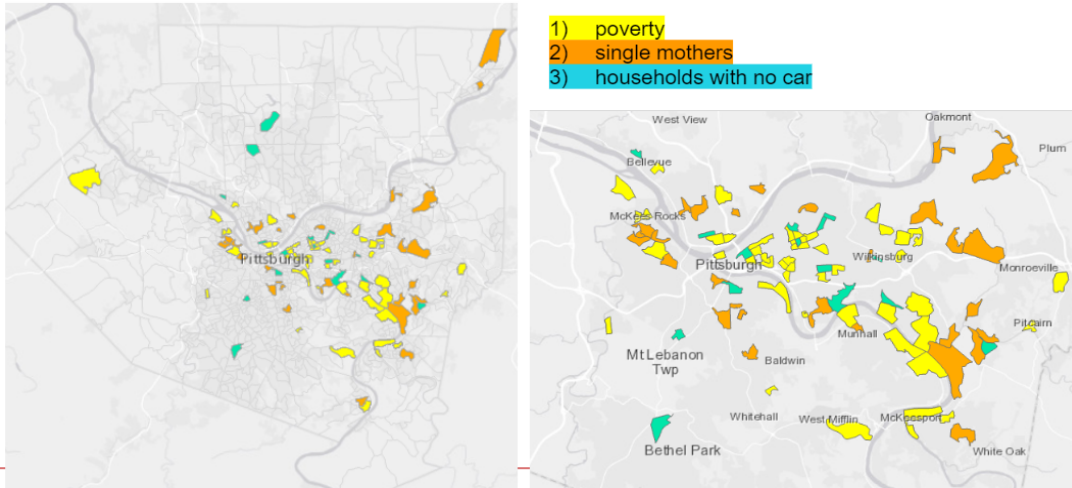 1) poverty
2) single mothers
3) households with no car
Pittsburgh
West View
Oakmont
Plum
Bellevue
McKees Rocks
Pittsburgh
Wilkinsburg
Monroeville
Munhall
Pitcairn
Mt Lebanon
Twp
Baldwin
Whitehall
West Mifflin
McKeesport
Bethel Park
White Oak